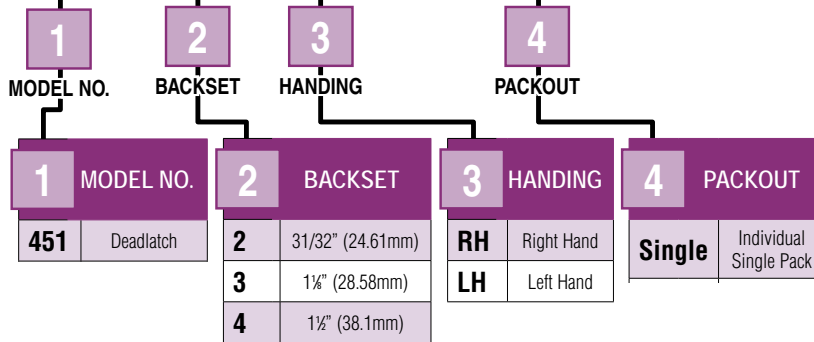 1 2 3 4
MODEL NO. BACKSET HANDING PACKOUT
1 MODEL NO.
451 Deadlatch
2 BACKSET
2 31/32” (24.61mm)
3 1⅛” (28.58mm)
4 1½” (38.1mm)
3 HANDING
RH Right Hand
LH Left Hand
4 PACKOUT
Single Individual
Single Pack